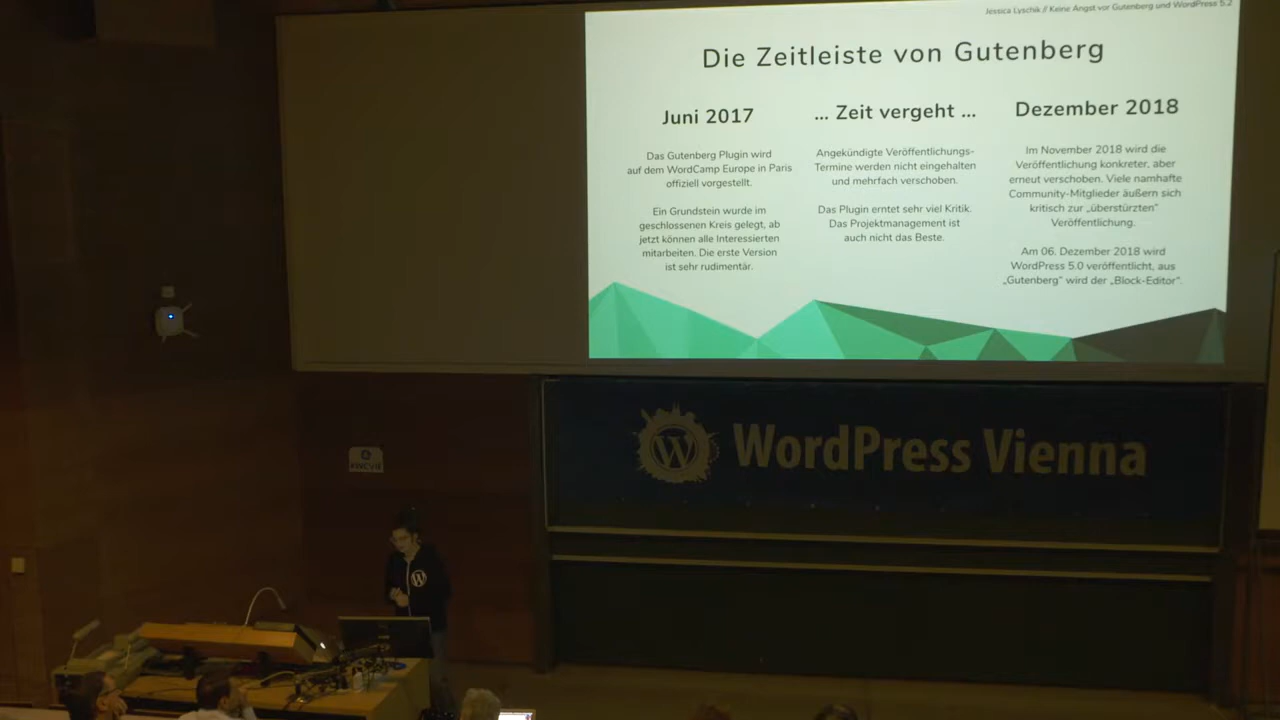 Jessica Lyschik // Keine Angst vor Gutenberg und WordPress 5.2
Die Zeitleiste von Gutenberg
Juni 2017
Das Gutenberg Plugin wird
auf dem WordCamp Europe in Paris
offiziell vorgestellt.
Ein Grundstein wurde im
geschlossenen Kreis gelegt, ab
jetzt können alle Interessierten
mitarbeiten. Die erste Version
ist sehr rudimentär.
... Zeit vergeht ...
Angekündigte Veröffentlichungs-
Termine werden nicht eingehalten
und mehrfach verschoben.
Das Plugin erntet sehr viel Kritik.
Das Projektmanagement ist
auch nicht das Beste.
Dezember 2018
Im November 2018 wird die
Veröffentlichung konkreter, aber
erneut verschoben. Viele namhafte
Community-Mitglieder äußern sich
kritisch zur „überstürzten“
Veröffentlichung.
Am 06. Dezember 2018 wird
WordPress 5.0 veröffentlicht, aus
„Gutenberg“ wird der „Block-Editor“.
WordPress Vienna
#WCVIE